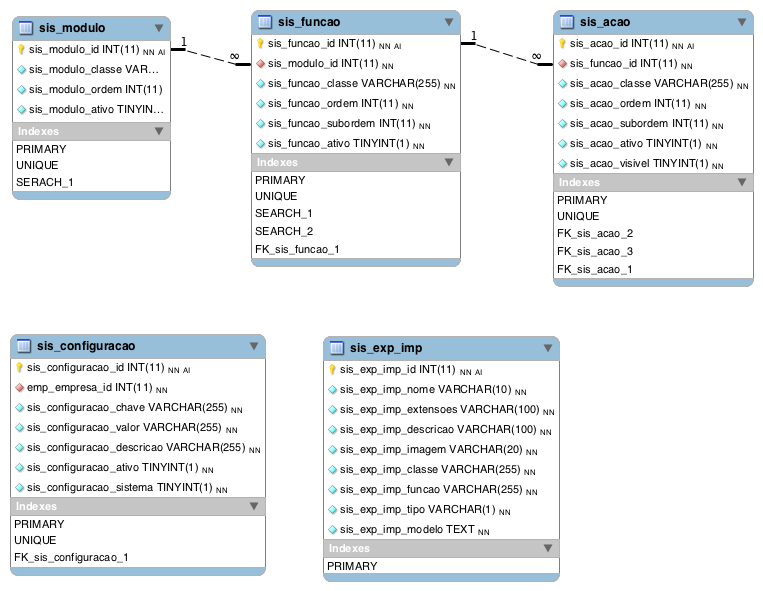 sis_modulo
sis_modulo_id INT(11) NN AI
sis_modulo_classe VAR...
sis_modulo_ordem INT(11)
sis_modulo_ativo TINYIN...
Indexes
PRIMARY
UNIQUE
SERACH_1
1
∞
sis_funcao
sis_funcao_id INT(11) NN AI
sis_modulo_id INT(11) NN
sis_funcao_classe VARCHAR(255) NN
sis_funcao_ordem INT(11) NN
sis_funcao_subordem INT(11) NN
sis_funcao_ativo TINYINT(1) NN
Indexes
PRIMARY
UNIQUE
SEARCH_1
SEARCH_2
FK_sis_funcao_1
1
∞
sis_acao
sis_acao_id INT(11) NN AI
sis_funcao_id INT(11) NN
sis_acao_classe VARCHAR(255) NN
sis_acao_ordem INT(11) NN
sis_acao_subordem INT(11) NN
sis_acao_ativo TINYINT(1) NN
sis_acao_visivel TINYINT(1) NN
Indexes
PRIMARY
UNIQUE
FK_sis_acao_2
FK_sis_acao_3
FK_sis_acao_1
sis_configuracao
sis_configuracao_id INT(11) NN AI
emp_empresa_id INT(11) NN
sis_configuracao_chave VARCHAR(255) NN
sis_configuracao_valor VARCHAR(255) NN
sis_configuracao_descricao VARCHAR(255) NN
sis_configuracao_ativo TINYINT(1) NN
sis_configuracao_sistema TINYINT(1) NN
Indexes
PRIMARY
UNIQUE
FK_sis_configuracao_1
sis_exp_imp
sis_exp_imp_id INT(11) NN AI
sis_exp_imp_nome VARCHAR(10) NN
sis_exp_imp_extensoes VARCHAR(100) NN
sis_exp_imp_descricao VARCHAR(100) NN
sis_exp_imp_imagem VARCHAR(20) NN
sis_exp_imp_classe VARCHAR(255) NN
sis_exp_imp_funcao VARCHAR(255) NN
sis_exp_imp_tipo VARCHAR(1) NN
sis_exp_imp_modelo TEXT NN
Indexes
PRIMARY